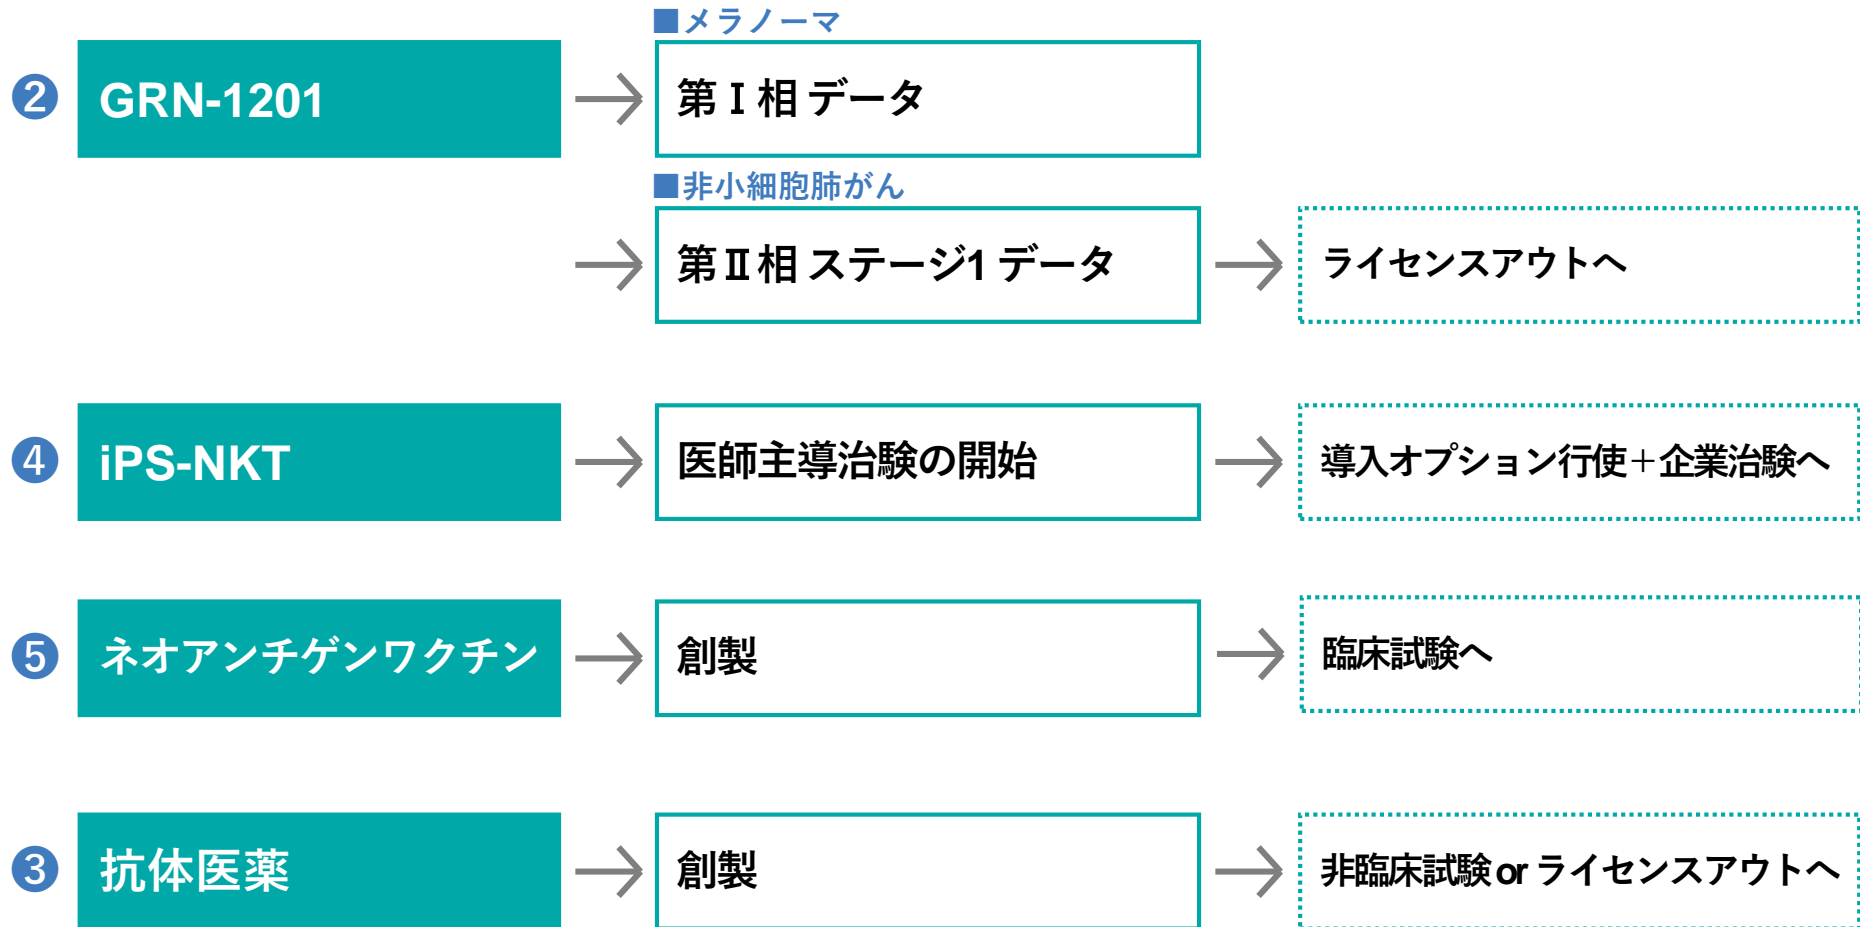 ■メラノーマ
❷ GRN-1201 第Ⅰ相 データ
■非小細胞肺がん
第Ⅱ相 ステージ1 データ ライセンスアウトへ
❹ iPS-NKT 医師主導治験の開始 導入オプション行使＋企業治験へ
❺ ネオアンチゲンワクチン 創製 臨床試験へ
❸ 抗体医薬 創製 非臨床試験 or ライセンスアウトへ